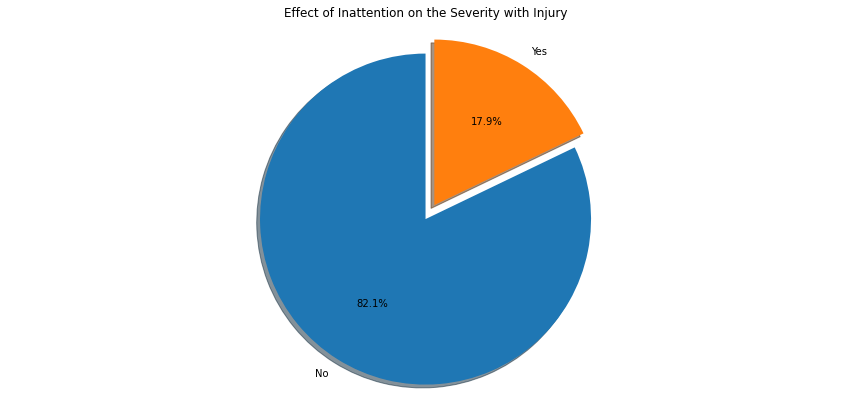 Effect of Inattention on the Severity with Injury
Yes
17.9%
82.1%
No